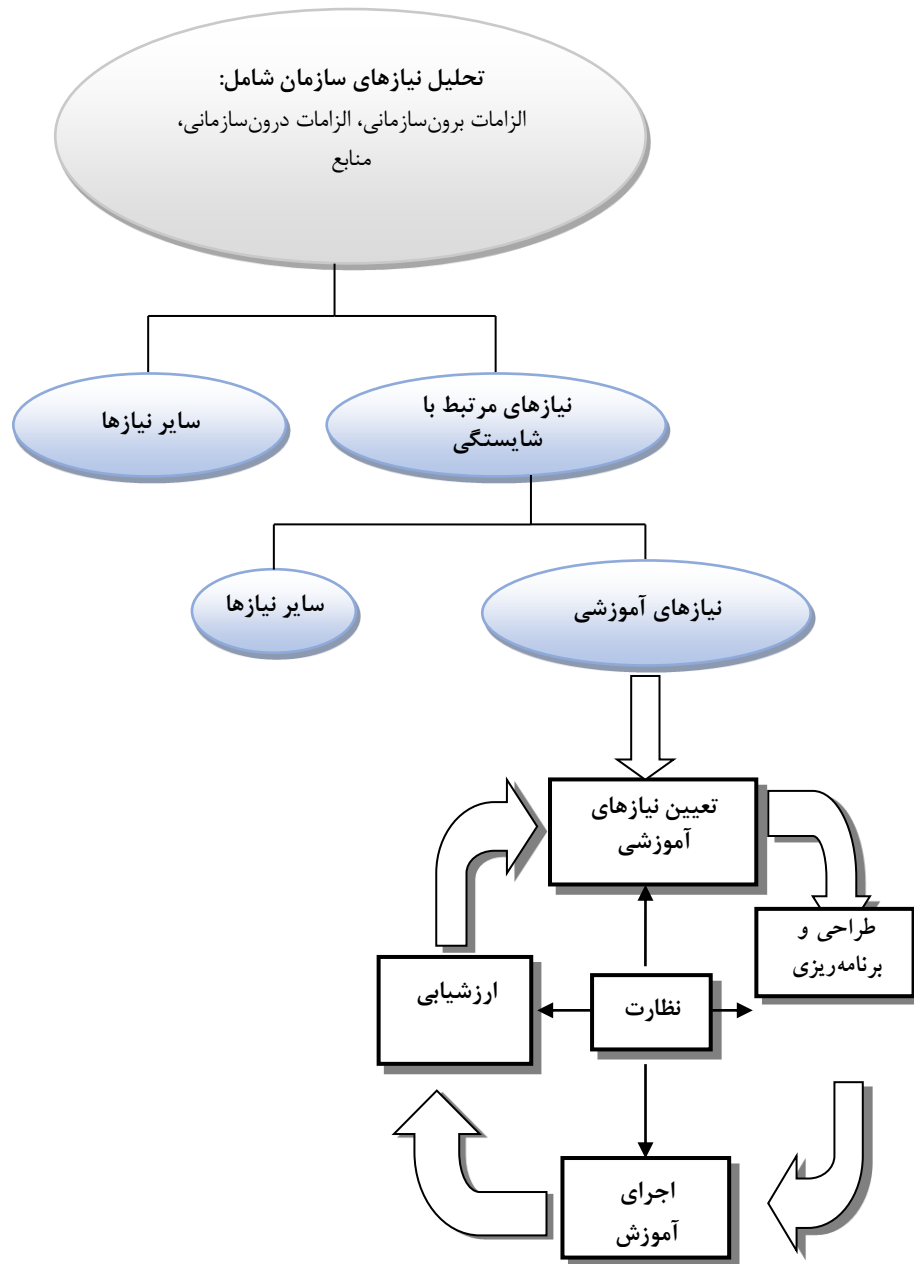 تحلیل نیازهای سازمان شامل:
الزامات برون‌سازمانی، الزامات درون‌سازمانی،
منابع
نیازهای مرتبط با
شایستگی
سایر نیازها
نیازهای آموزشی
سایر نیازها
تعیین نیازهای
آموزشی
طراحی و
برنامه‌ریزی
نظارت
ارزشیابی
اجرای
آموزش